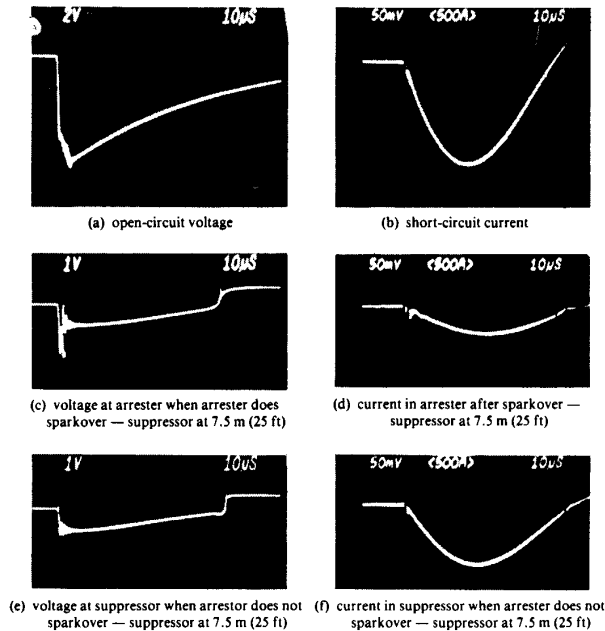 2V 10µS
50mV <500A> 10µS
(a) open-circuit voltage
(b) short-circuit current
1V 10µS
50mV <500A> 10µS
(c) voltage at arrester when arrester does
sparkover — suppressor at 7.5 m (25 ft)
(d) current in arrester after sparkover —
suppressor at 7.5 m (25 ft)
1V 10µS
50mV <500A> 10µS
(e) voltage at suppressor when arrestor does not
sparkover — suppressor at 7.5 m (25 ft)
(f) current in suppressor when arrester does not
sparkover — suppressor at 7.5 m (25 ft)